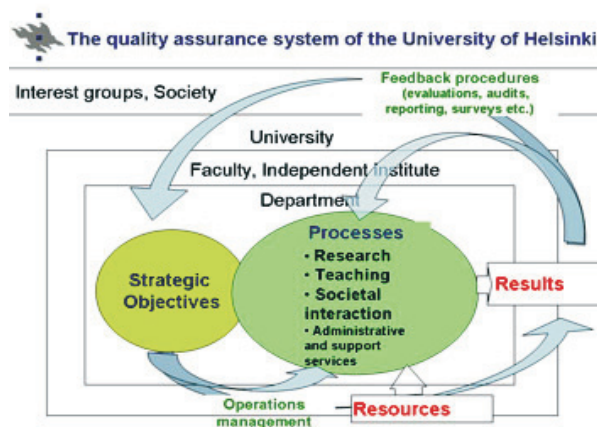 The quality assurance system of the University of Helsinki
Feedback procedures
(evaluations, audits,
reporting, surveys etc.)
Interest groups, Society
University
Faculty, Independent institute
Department
Processes
• Research
• Teaching
• Societal
interaction
• Administrative
and support
services
Strategic
Objectives
Results
Operations
management
Resources